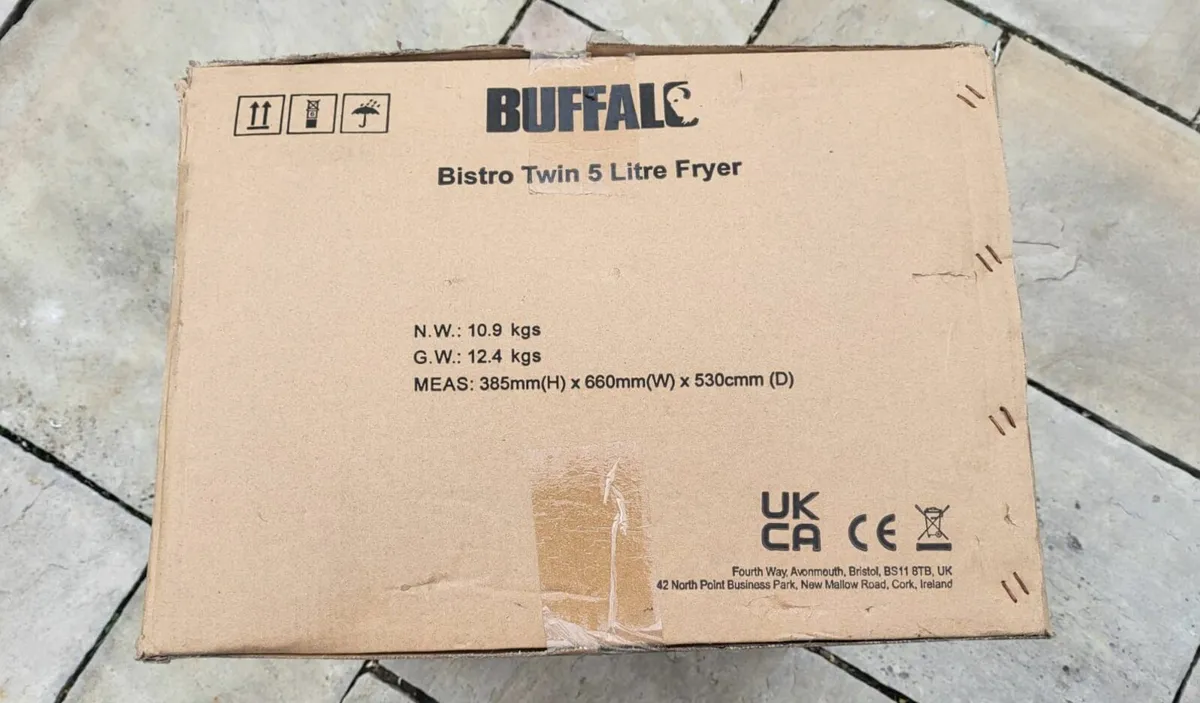 BUFFALO
Bistro Twin 5 Litre Fryer
N.W.: 10.9 kgs
G.W.: 12.4 kgs
MEAS: 385mm(H) x 660mm(W) x 530cmm (D)
UK
CA
CE
Fourth Way, Avonmouth, Bristol, BS11 8TB, UK
42 North Point Business Park, New Mallow Road, Cork, Ireland